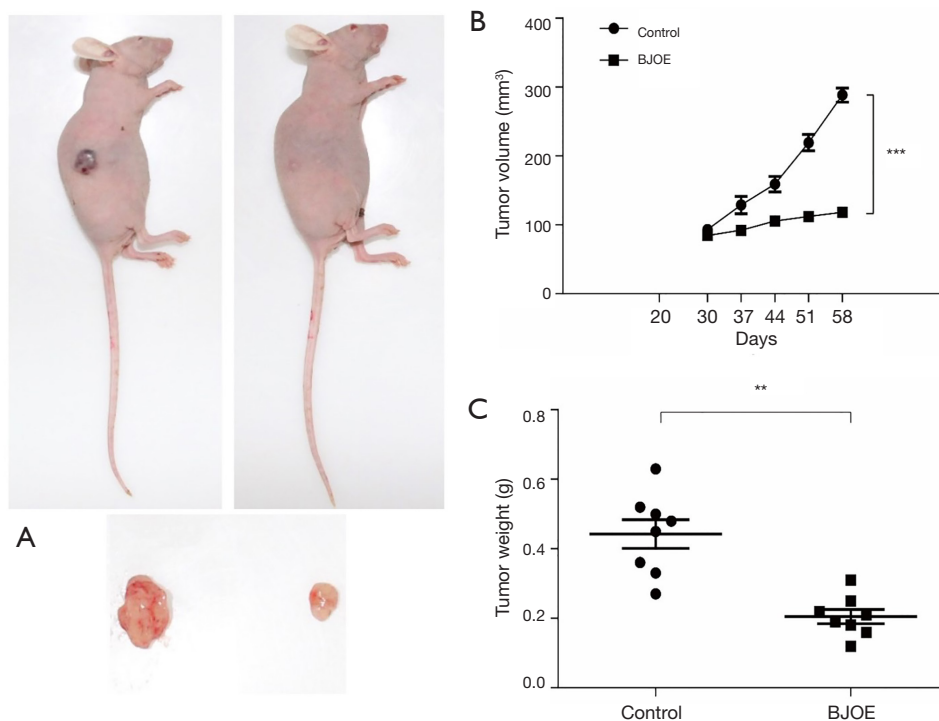 A
B
Tumor volume (mm³)
400
300
200
100
0
Control
BJOE
***
20 30 37 44 51 58
Days
C
Tumor weight (g)
0.8
0.6
0.4
0.2
0.0
**
Control BJOE